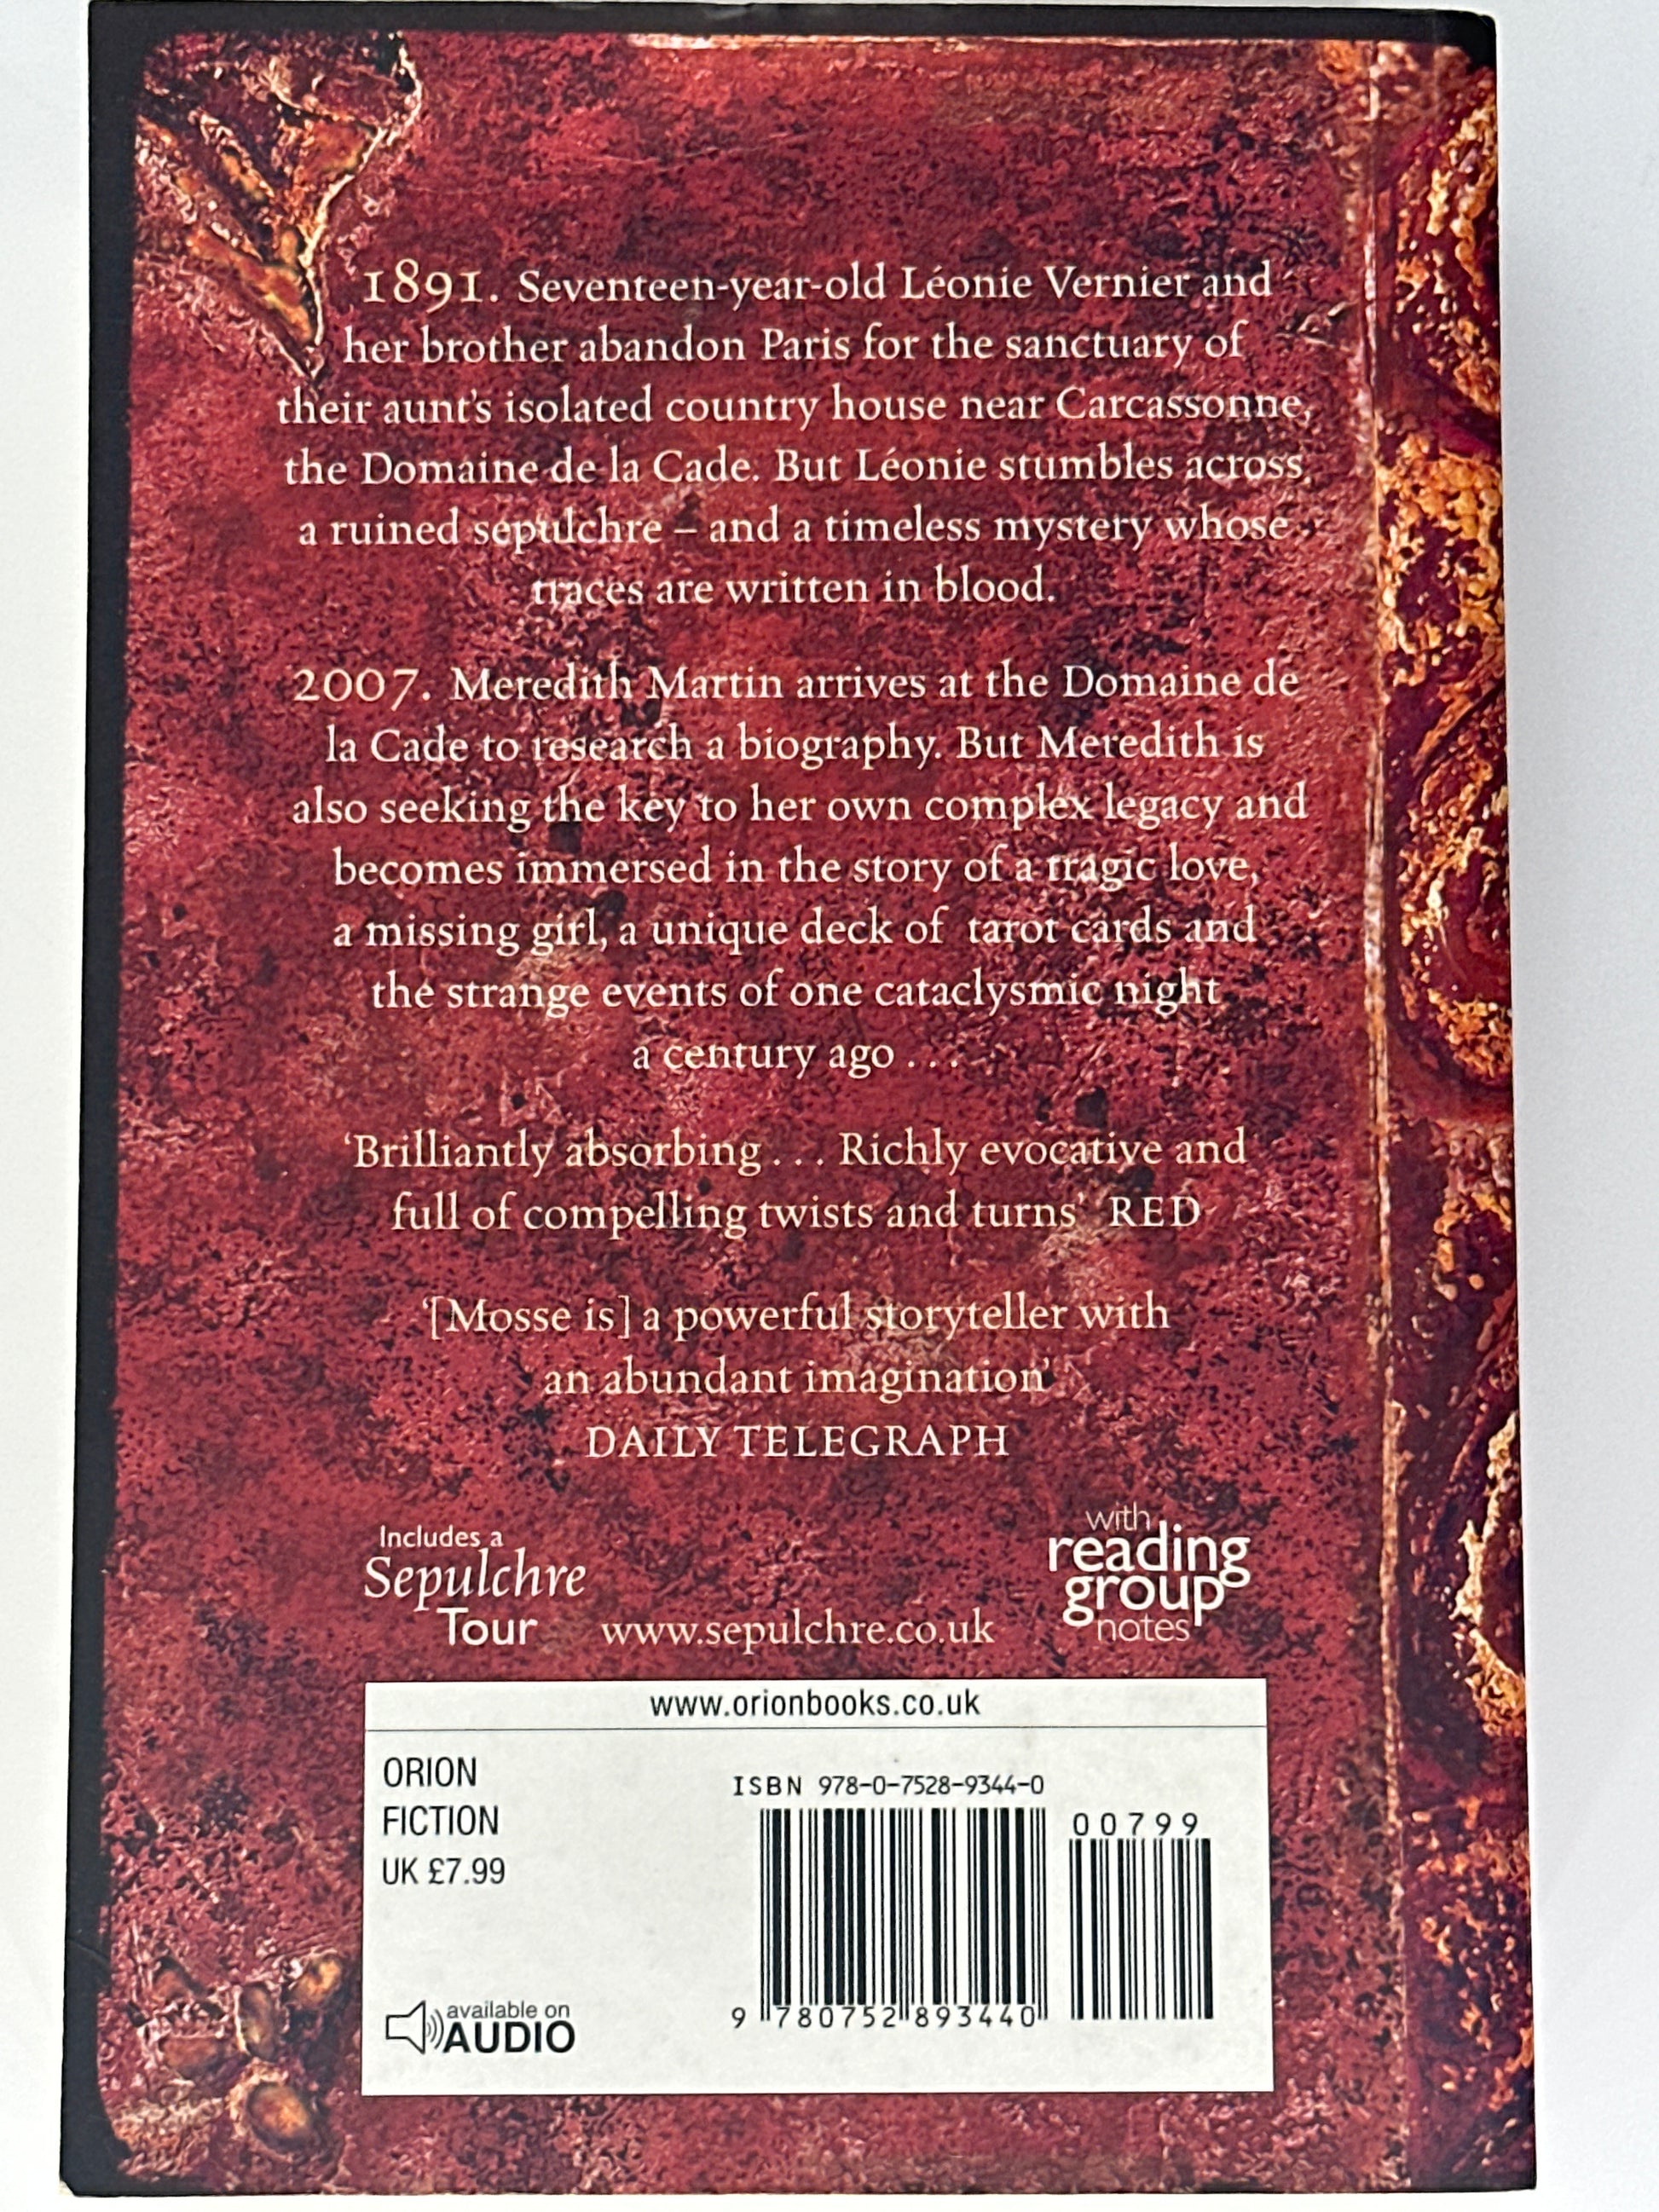 1891. Seventeen-year-old Léonie Vernier and
her brother abandon Paris for the sanctuary of
their aunt's isolated country house near Carcassonne,
the Domaine de la Cade. But Léonie stumbles across
a ruined sepulchre – and a timeless mystery whose
traces are written in blood.
2007. Meredith Martin arrives at the Domaine de
la Cade to research a biography. But Meredith is
also seeking the key to her own complex legacy and
becomes immersed in the story of a tragic love,
a missing girl, a unique deck of tarot cards and
the strange events of one cataclysmic night
a century ago . . .
‘Brilliantly absorbing . . . Richly evocative and
full of compelling twists and turns’ RED
‘[Mosse is] a powerful storyteller with
an abundant imagination’
DAILY TELEGRAPH
Includes a
Sepulchre
Tour
www.sepulchre.co.uk
with
reading
group
notes
www.orionbooks.co.uk
ORION
FICTION
UK £7.99
available on
AUDIO
ISBN 978-0-7528-9344-0
00799
9 780752 893440